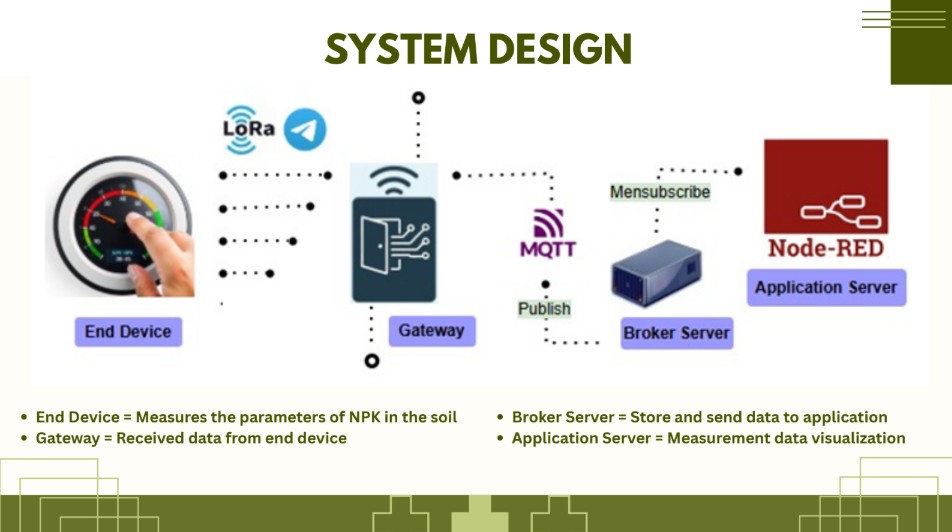 SYSTEM DESIGN
LoRa
MQTT
Mensubscribe
Publish
Node-RED
End Device
Gateway
Broker Server
Application Server
• End Device = Measures the parameters of NPK in the soil
• Gateway = Received data from end device
• Broker Server = Store and send data to application
• Application Server = Measurement data visualization